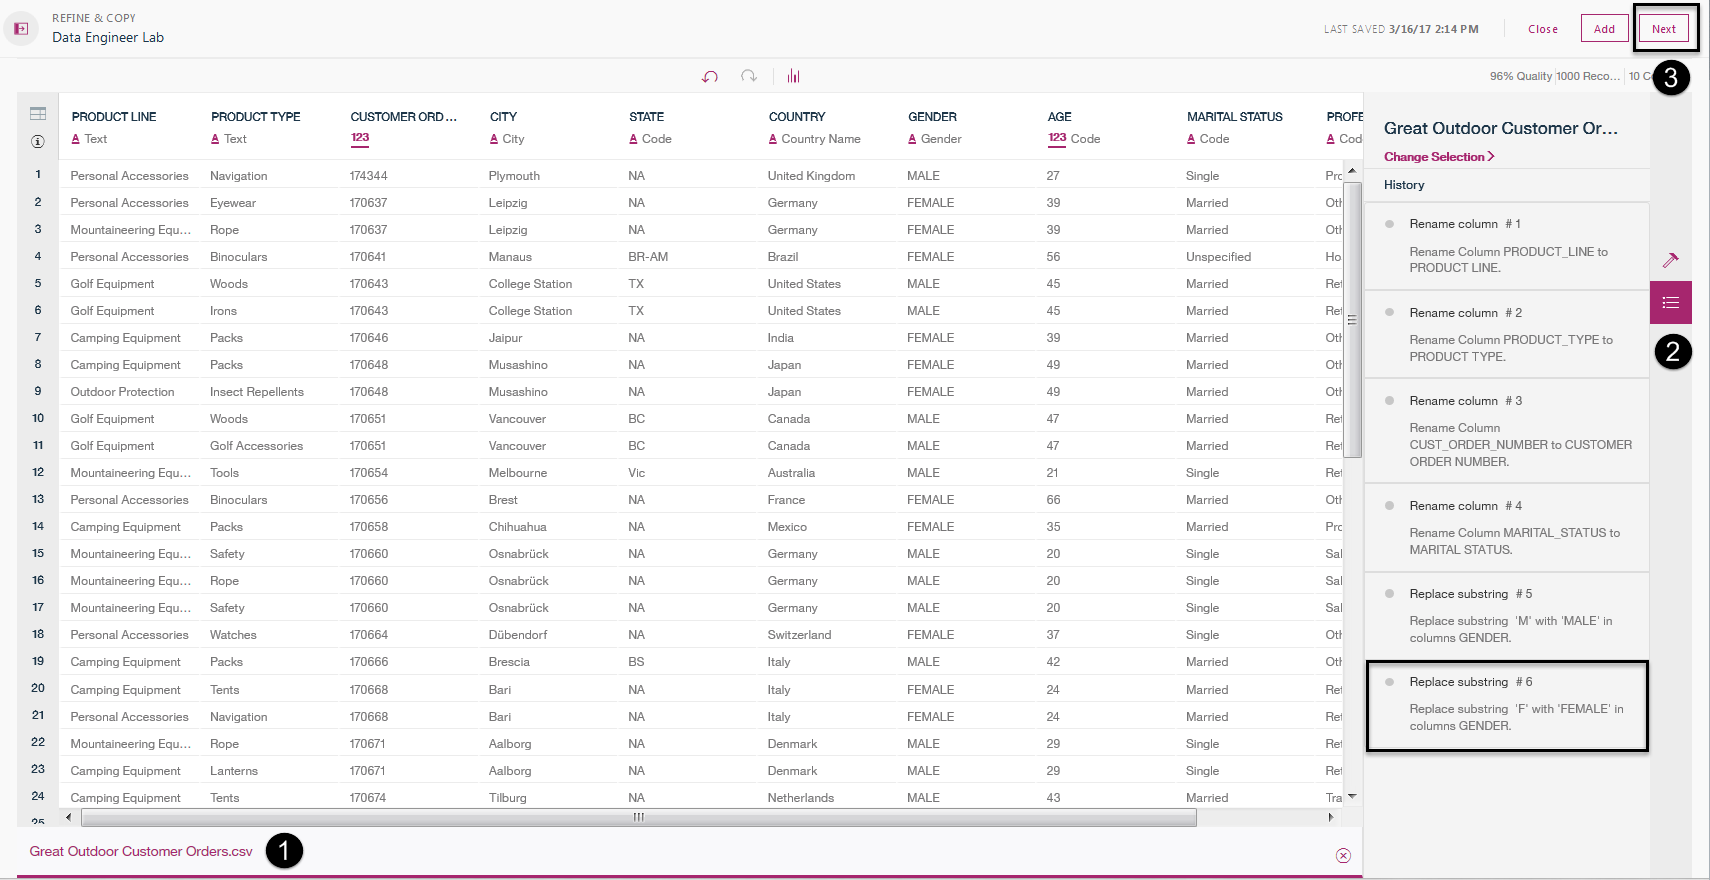 REFINE & COPY
Data Engineer Lab
LAST SAVED 3/16/17 2:14 PM Close Add Next
3
96% Quality 1000 Reco... 10
PRODUCT LINE PRODUCT TYPE CUSTOMER ORD ... CITY STATE COUNTRY GENDER AGE MARITAL STATUS PROFE
A Text A Text 123 A City A Code A Country Name A Gender 123 Code A Code A Cod
1 Personal Accessories Navigation 174344 Plymouth NA United Kingdom MALE 27 Single Pro
2 Personal Accessories Eyewear 170637 Leipzig NA Germany FEMALE 39 Married Oth
3 Mountaineering Equ... Rope 170637 Leipzig NA Germany FEMALE 39 Married Oth
4 Personal Accessories Binoculars 170641 Manaus BR-AM Brazil FEMALE 56 Unspecified Ho
5 Golf Equipment Woods 170643 College Station TX United States MALE 45 Married Ret
6 Golf Equipment Irons 170643 College Station TX United States MALE 45 Married Ret
7 Camping Equipment Packs 170646 Jaipur NA India FEMALE 39 Married Oth
8 Camping Equipment Packs 170648 Musashino NA Japan FEMALE 49 Married Oth
9 Outdoor Protection Insect Repellents 170648 Musashino NA Japan FEMALE 49 Married Oth
10 Golf Equipment Woods 170651 Vancouver BC Canada MALE 47 Married Ret
11 Golf Equipment Golf Accessories 170651 Vancouver BC Canada MALE 47 Married Ret
12 Mountaineering Equ... Tools 170654 Melbourne Vic Australia MALE 21 Single Ret
13 Personal Accessories Binoculars 170656 Brest NA France FEMALE 66 Married Oth
14 Camping Equipment Packs 170658 Chihuahua NA Mexico FEMALE 35 Married Pro
15 Mountaineering Equ... Safety 170660 Osnabrück NA Germany MALE 20 Single Sal
16 Mountaineering Equ... Rope 170660 Osnabrück NA Germany MALE 20 Single Sal
17 Mountaineering Equ... Safety 170660 Osnabrück NA Germany MALE 20 Single Sal
18 Personal Accessories Watches 170664 Dübendorf NA Switzerland FEMALE 37 Single Oth
19 Camping Equipment Packs 170666 Brescia BS Italy MALE 42 Married Oth
20 Camping Equipment Tents 170668 Bari NA Italy FEMALE 24 Married Ret
21 Personal Accessories Navigation 170668 Bari NA Italy FEMALE 24 Married Ret
22 Mountaineering Equ... Rope 170671 Aalborg NA Denmark MALE 29 Single Ret
23 Camping Equipment Lanterns 170671 Aalborg NA Denmark MALE 29 Single Ret
24 Camping Equipment Tents 170674 Tilburg NA Netherlands MALE 43 Married Tra
25
Great Outdoor Customer Orders.csv 1
Great Outdoor Customer Or...
Change Selection
History
Rename column # 1
Rename Column PRODUCT_LINE to
PRODUCT LINE.
Rename column # 2
Rename Column PRODUCT_TYPE to
PRODUCT TYPE.
Rename column # 3
Rename Column
CUST_ORDER_NUMBER to CUSTOMER
ORDER NUMBER.
Rename column # 4
Rename Column MARITAL_STATUS to
MARITAL STATUS.
Replace substring # 5
Replace substring 'M' with 'MALE' in
columns GENDER.
Replace substring # 6
Replace substring 'F' with 'FEMALE' in
columns GENDER.
2